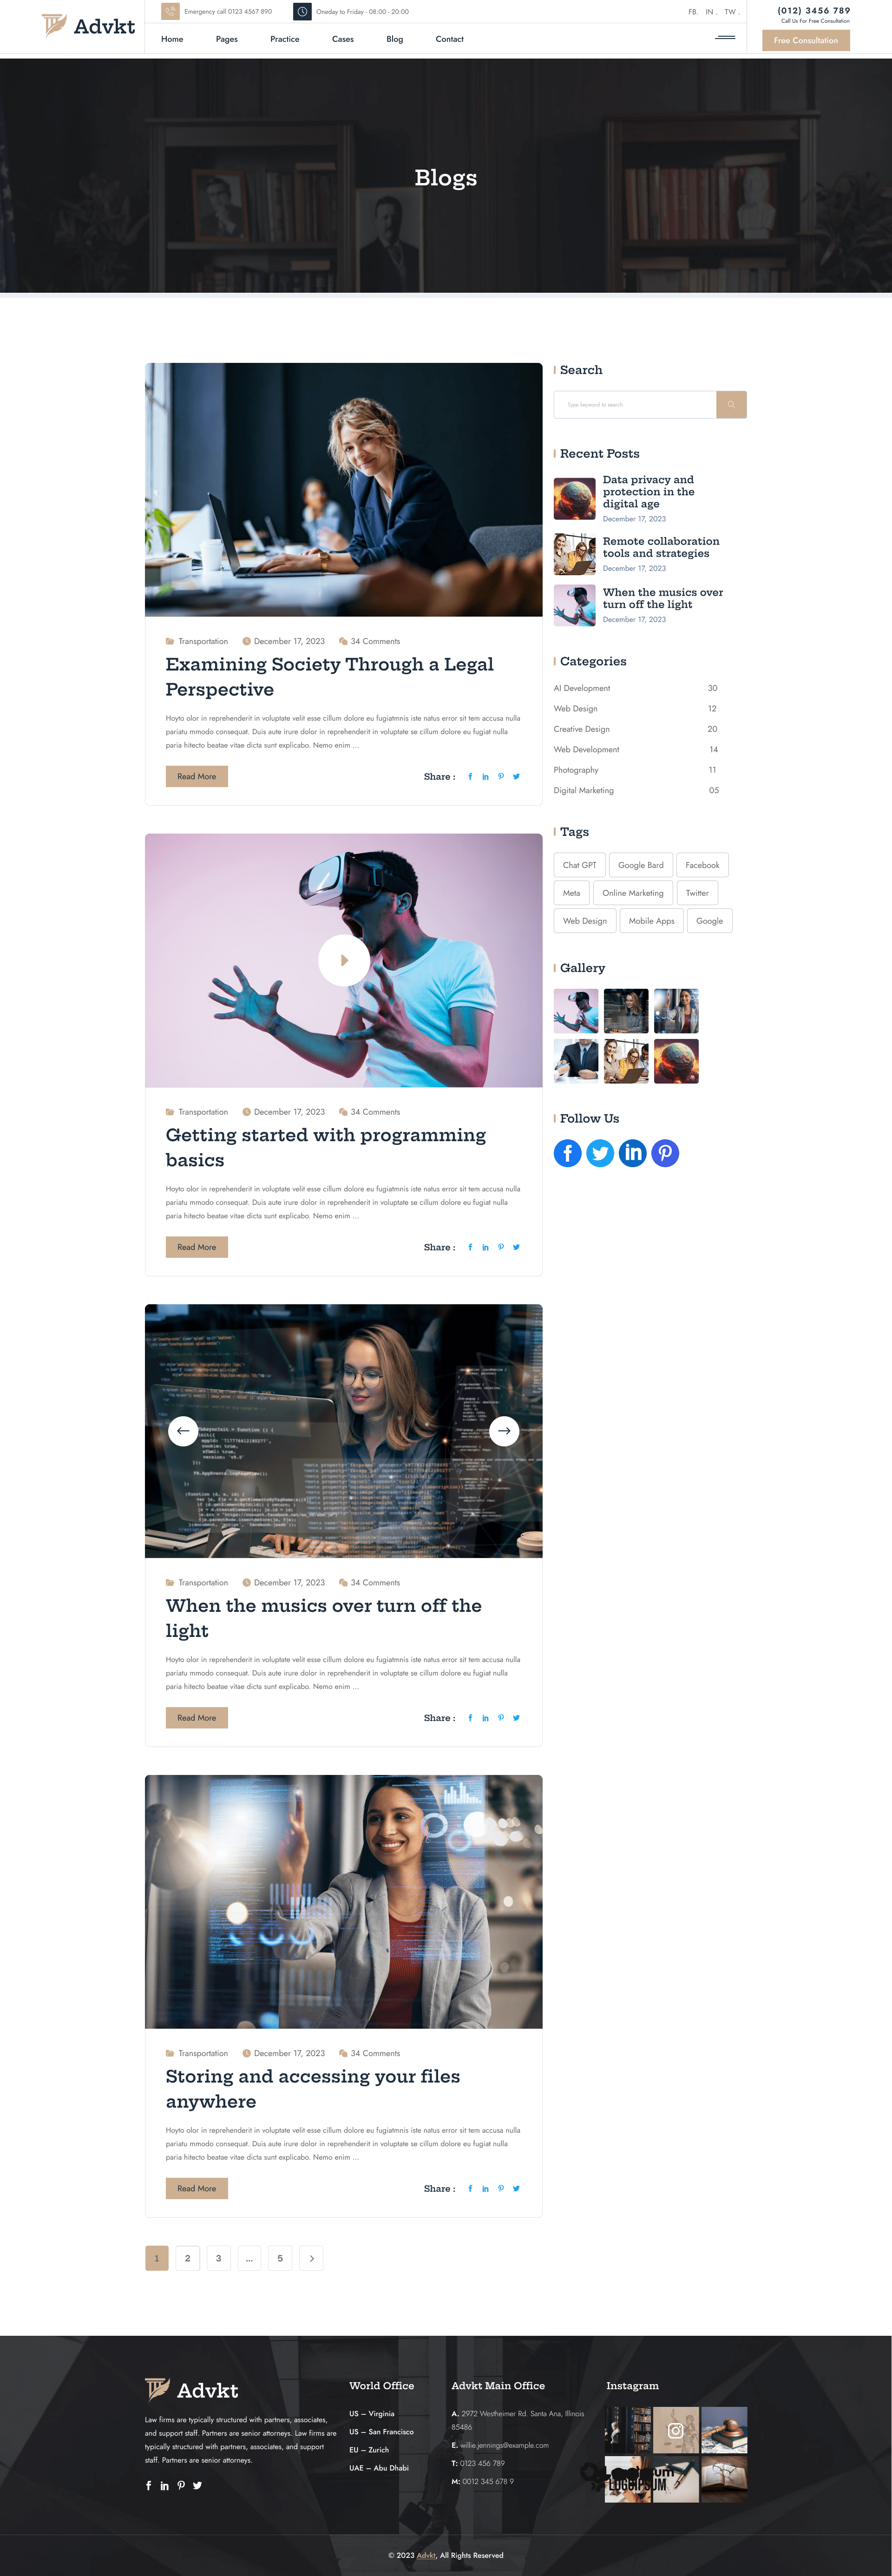 Advkt
Emergency call 0123 4567 890
Oneday to Friday - 08:00 - 20:00
FB. IN . TW .
(012) 3456 789
Call Us For Free Consultation
Home
Pages
Practice
Cases
Blog
Contact
Free Consultation
Blogs
Transportation
December 17, 2023
34 Comments
Examining Society Through a Legal
Perspective
Hoyto olor in reprehenderit in voluptate velit esse cillum dolore eu fugiatmnis iste natus error sit tem accusa nulla
pariatu mmodo consequat. Duis aute irure dolor in reprehenderit in voluptate se cillum dolore eu fugiat nulla
paria hitecto beatae vitae dicta sunt explicabo. Nemo enim ...
Read More
Share :
Transportation
December 17, 2023
34 Comments
Getting started with programming
basics
Hoyto olor in reprehenderit in voluptate velit esse cillum dolore eu fugiatmnis iste natus error sit tem accusa nulla
pariatu mmodo consequat. Duis aute irure dolor in reprehenderit in voluptate se cillum dolore eu fugiat nulla
paria hitecto beatae vitae dicta sunt explicabo. Nemo enim ...
Read More
Share :
Transportation
December 17, 2023
34 Comments
When the musics over turn off the
light
Hoyto olor in reprehenderit in voluptate velit esse cillum dolore eu fugiatmnis iste natus error sit tem accusa nulla
pariatu mmodo consequat. Duis aute irure dolor in reprehenderit in voluptate se cillum dolore eu fugiat nulla
paria hitecto beatae vitae dicta sunt explicabo. Nemo enim ...
Read More
Share :
Transportation
December 17, 2023
34 Comments
Storing and accessing your files
anywhere
Hoyto olor in reprehenderit in voluptate velit esse cillum dolore eu fugiatmnis iste natus error sit tem accusa nulla
pariatu mmodo consequat. Duis aute irure dolor in reprehenderit in voluptate se cillum dolore eu fugiat nulla
paria hitecto beatae vitae dicta sunt explicabo. Nemo enim ...
Read More
Share :
1 2 3 ... 5
Search
Type keyword to search
Recent Posts
Data privacy and
protection in the
digital age
December 17, 2023
Remote collaboration
tools and strategies
December 17, 2023
When the musics over
turn off the light
December 17, 2023
Categories
AI Development 30
Web Design 12
Creative Design 20
Web Development 14
Photography 11
Digital Marketing 05
Tags
Chat GPT
Google Bard
Facebook
Meta
Online Marketing
Twitter
Web Design
Mobile Apps
Google
Gallery
Follow Us
Advkt
Law firms are typically structured with partners, associates,
and support staff. Partners are senior attorneys. Law firms are
typically structured with partners, associates, and support
staff. Partners are senior attorneys.
World Office
US – Virginia
US – San Francisco
EU – Zurich
UAE – Abu Dhabi
Advkt Main Office
A. 2972 Westheimer Rd. Santa Ana, Illinois
85486
E. willie.jennings@example.com
T: 0123 456 789
M: 0012 345 678 9
Instagram
LOGOIPSUM
© 2023 Advkt, All Rights Reserved